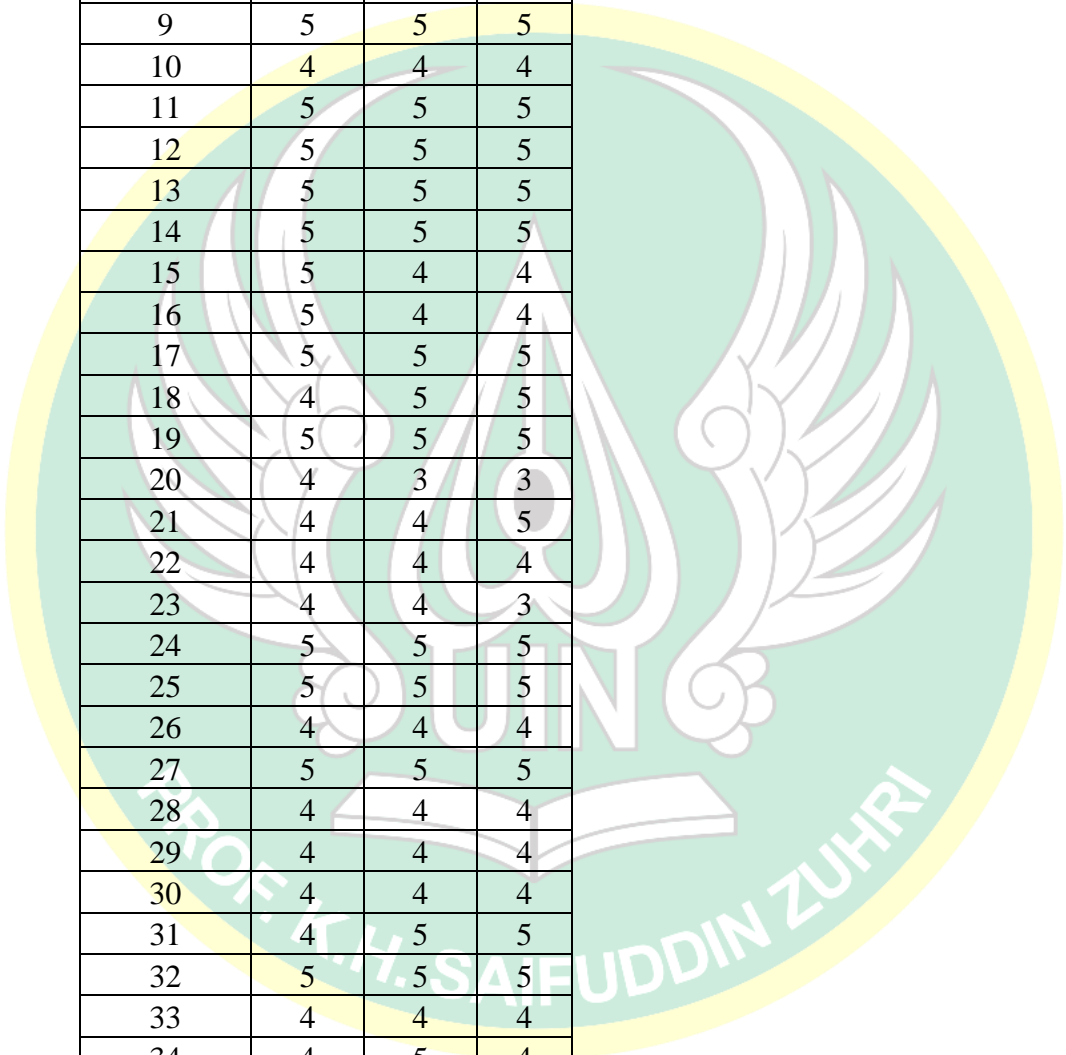 9 5 5 5
10 4 4 4
11 5 5 5
12 5 5 5
13 5 5 5
14 5 5 5
15 5 4 4
16 5 4 4
17 5 5 5
18 4 5 5
19 5 5 5
20 4 3 3
21 4 4 5
22 4 4 4
23 4 4 3
24 5 5 5
25 5 5 5
26 4 4 4
27 5 5 5
28 4 4 4
29 4 4 4
30 4 4 4
31 4 5 5
32 5 5 5
33 4 4 4
34 4 5 4
UIN
PROF. K.H. SAIFUDDIN ZUHRI